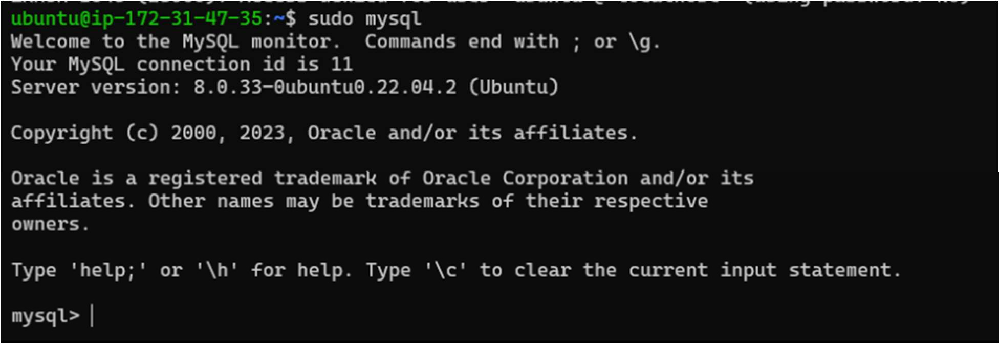 ubuntu@ip-172-31-47-35:~$ sudo mysql
Welcome to the MySQL monitor.  Commands end with ; or \g.
Your MySQL connection id is 11
Server version: 8.0.33-0ubuntu0.22.04.2 (Ubuntu)
Copyright (c) 2000, 2023, Oracle and/or its affiliates.
Oracle is a registered trademark of Oracle Corporation and/or its
affiliates. Other names may be trademarks of their respective
owners.
Type 'help;' or '\h' for help. Type '\c' to clear the current input statement.
mysql>